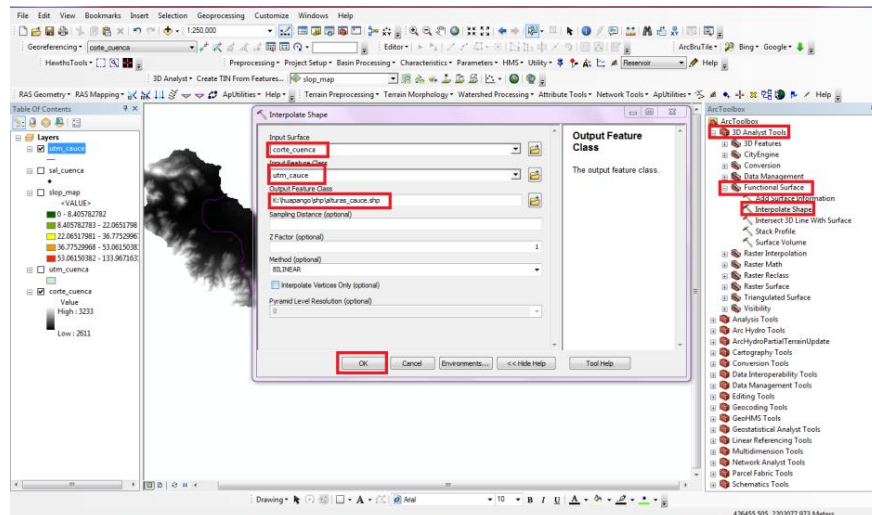 File Edit View Bookmarks Insert Selection Geoprocessing Customize Windows Help
1:250,000
Georeferencing corte_cuenca Editor ArcBruTile Bing Google
HawthsTools Preprocessing Project Setup Basin Processing Characteristics Parameters HMS Utility Reservoir Help
3D Analyst Create TIN From Features... slop_map
RAS Geometry RAS Mapping ApUtilities Help Terrain Preprocessing Terrain Morphology Watershed Processing Attribute Tools Network Tools ApUtilities Help
Table Of Contents
Layers
utm_cauce
sal_cuenca
slop_map
<VALUE>
0 - 8.405782782
8.405782783 - 22.0651798
22.06517981 - 36.7752996
36.77529968 - 53.0615038
53.06150382 - 133.967163
utm_cuenca
corte_cuenca
Value
High : 3233
Low : 2611
Interpolate Shape
Input Surface
corte_cuenca
Input Feature Class
utm_cauce
Output Feature Class
K:\huapango\shp\alturas_cauce.shp
Sampling Distance (optional)
Z Factor (optional)
1
Method (optional)
BILINEAR
Interpolate Vertices Only (optional)
Pyramid Level Resolution (optional)
0
OK Cancel Environments... << Hide Help Tool Help
Output Feature
Class
The output feature class.
ArcToolbox
ArcToolbox
3D Analyst Tools
3D Features
CityEngine
Conversion
Data Management
Functional Surface
Add Surface Information
Interpolate Shape
Intersect 3D Line With Surface
Stack Profile
Surface Volume
Raster Interpolation
Raster Math
Raster Reclass
Raster Surface
Triangulated Surface
Visibility
Analysis Tools
Arc Hydro Tools
ArcHydroPartialTerrainUpdate
Cartography Tools
Conversion Tools
Data Interoperability Tools
Data Management Tools
Editing Tools
Geocoding Tools
GeoHMS Tools
Geostatistical Analyst Tools
Linear Referencing Tools
Multidimension Tools
Network Analyst Tools
Parcel Fabric Tools
Schematics Tools
Drawing A Arial 10 B I U A
426455.505 2202077.923 Meters